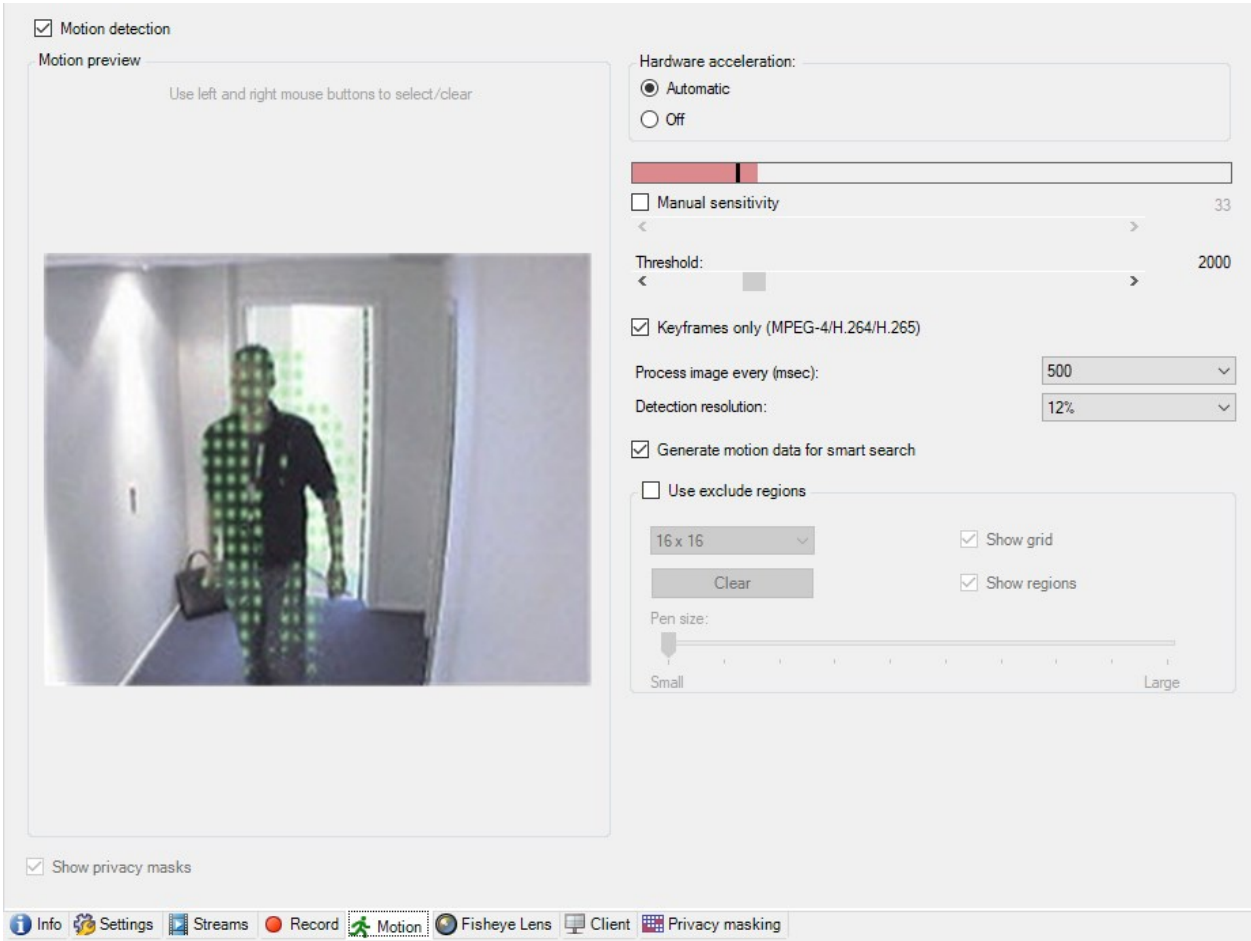 Motion detection
Motion preview
Use left and right mouse buttons to select/clear
Hardware acceleration:
Automatic
Off
Manual sensitivity 33
Threshold: 2000
Keyframes only (MPEG-4/H.264/H.265)
Process image every (msec): 500
Detection resolution: 12%
Generate motion data for smart search
Use exclude regions
16 x 16 Show grid
Clear Show regions
Pen size:
Small Large
Show privacy masks
Info Settings Streams Record Motion Fisheye Lens Client Privacy masking